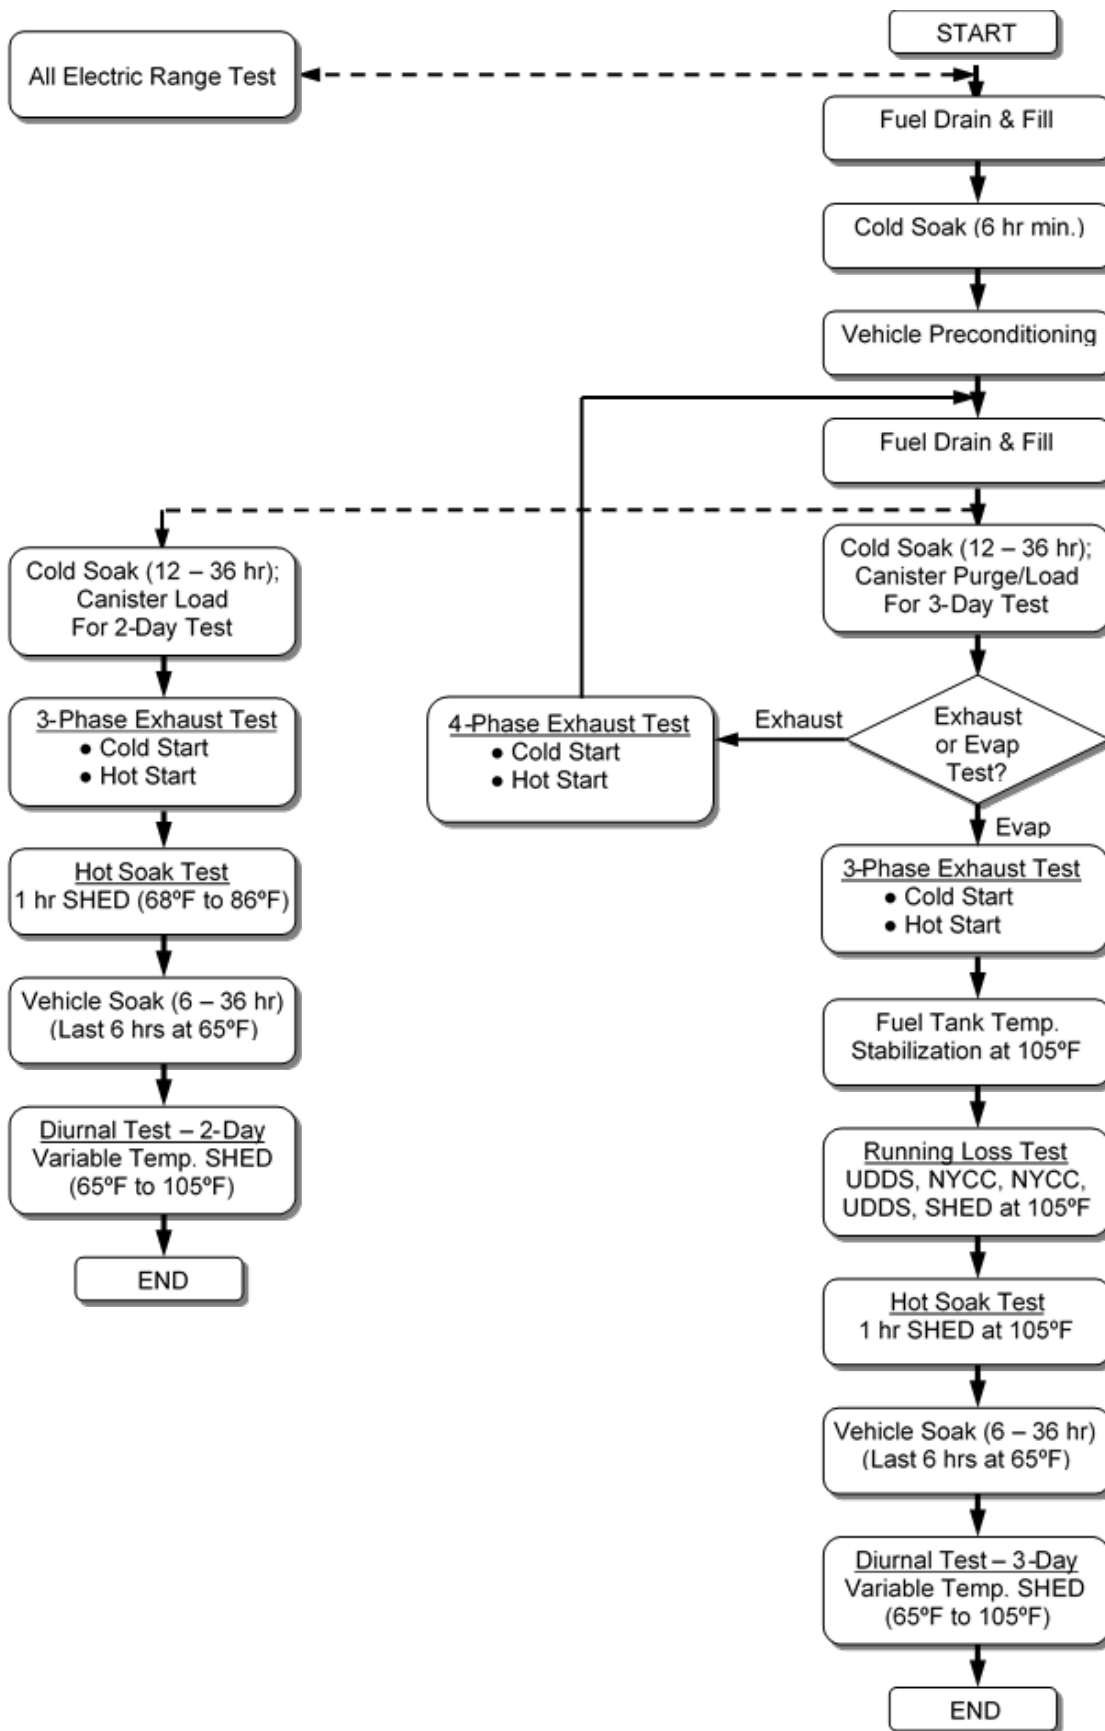 START
All Electric Range Test
Fuel Drain & Fill
Cold Soak (6 hr min.)
Vehicle Preconditioning
Fuel Drain & Fill
Cold Soak (12 – 36 hr);
Canister Load
For 2-Day Test
Cold Soak (12 – 36 hr);
Canister Purge/Load
For 3-Day Test
3-Phase Exhaust Test
● Cold Start
● Hot Start
4-Phase Exhaust Test
● Cold Start
● Hot Start
Exhaust
Exhaust
or Evap
Test?
Evap
Hot Soak Test
1 hr SHED (68ºF to 86ºF)
3-Phase Exhaust Test
● Cold Start
● Hot Start
Vehicle Soak (6 – 36 hr)
(Last 6 hrs at 65ºF)
Fuel Tank Temp.
Stabilization at 105ºF
Diurnal Test – 2-Day
Variable Temp. SHED
(65ºF to 105ºF)
Running Loss Test
UDDS, NYCC, NYCC,
UDDS, SHED at 105ºF
END
Hot Soak Test
1 hr SHED at 105ºF
Vehicle Soak (6 – 36 hr)
(Last 6 hrs at 65ºF)
Diurnal Test – 3-Day
Variable Temp. SHED
(65ºF to 105ºF)
END